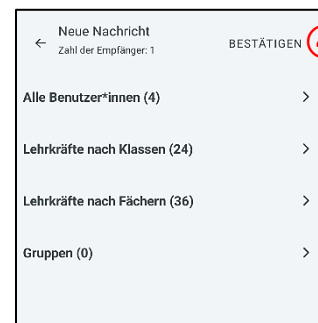 Neue Nachricht
Zahl der Empfänger: 1
BESTÄTIGEN
Alle Benutzer*innen (4)
Lehrkräfte nach Klassen (24)
Lehrkräfte nach Fächern (36)
Gruppen (0)